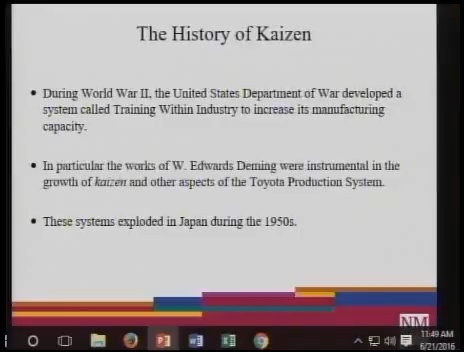 The History of Kaizen
• During World War II, the United States Department of War developed a
system called Training Within Industry to increase its manufacturing
capacity.
• In particular the works of W. Edwards Deming were instrumental in the
growth of kaizen and other aspects of the Toyota Production System.
• These systems exploded in Japan during the 1950s.
NM
11:49 AM
6/21/2016